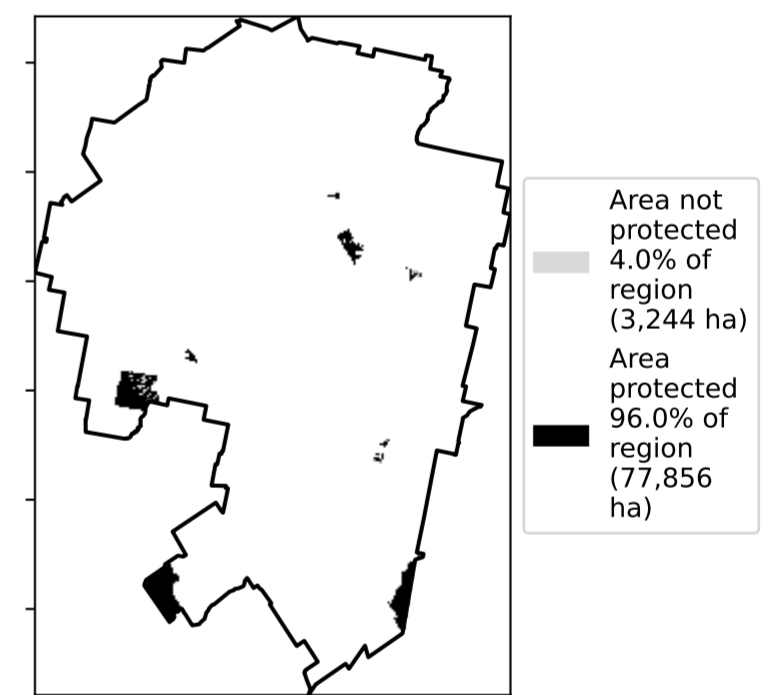 Area not
protected
4.0% of
region
(3,244 ha)
Area
protected
96.0% of
region
(77,856
ha)